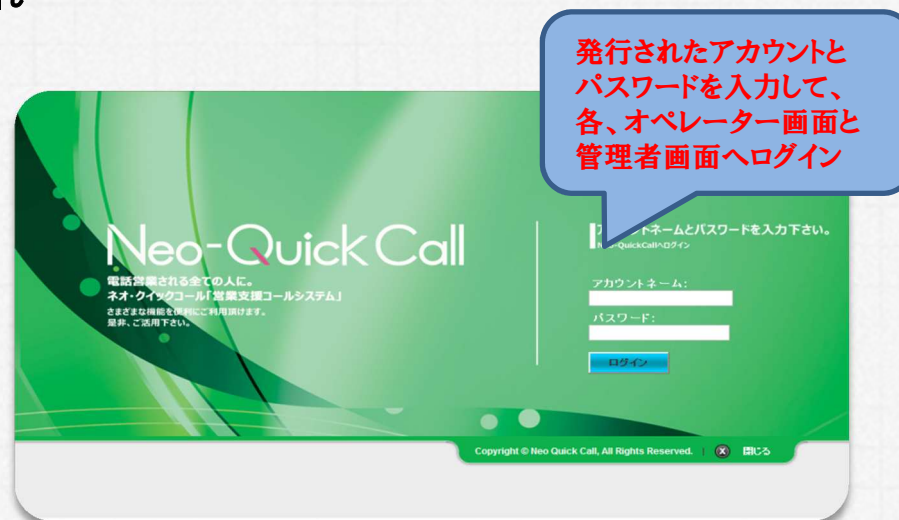 発行されたアカウントと
パスワードを入力して、
各、オペレーター画面と
管理者画面へログイン
Neo-QuickCall
電話営業される全ての人に。
ネオ・クイックコール「営業支援コールシステム」
さまざまな機能を便利にご利用頂けます。
是非、ご活用下さい。
トネームとパスワードを入力下さい。
QuickCallへログイン
アカウントネーム:
パスワード:
ログイン
Copyright © Neo Quick Call, All Rights Reserved. | X 閉じる